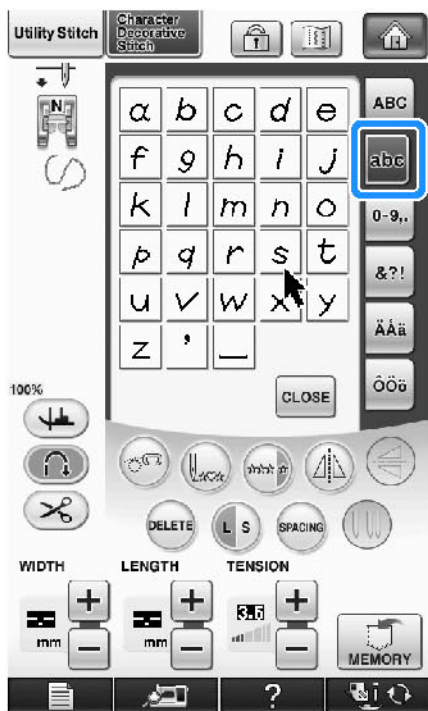 Utility Stitch
Character
Decorative
Stitch
N
ABC
a b c d e
abc
f g h i j
k l m n o
0-9,.
p q r s t
&?!
u v w x y
ÄÅä
z ' _
ÔÖö
CLOSE
100%
DELETE
L S
SPACING
WIDTH
LENGTH
TENSION
+
+
3.6
+
mm
−
mm
−
−
MEMORY
?